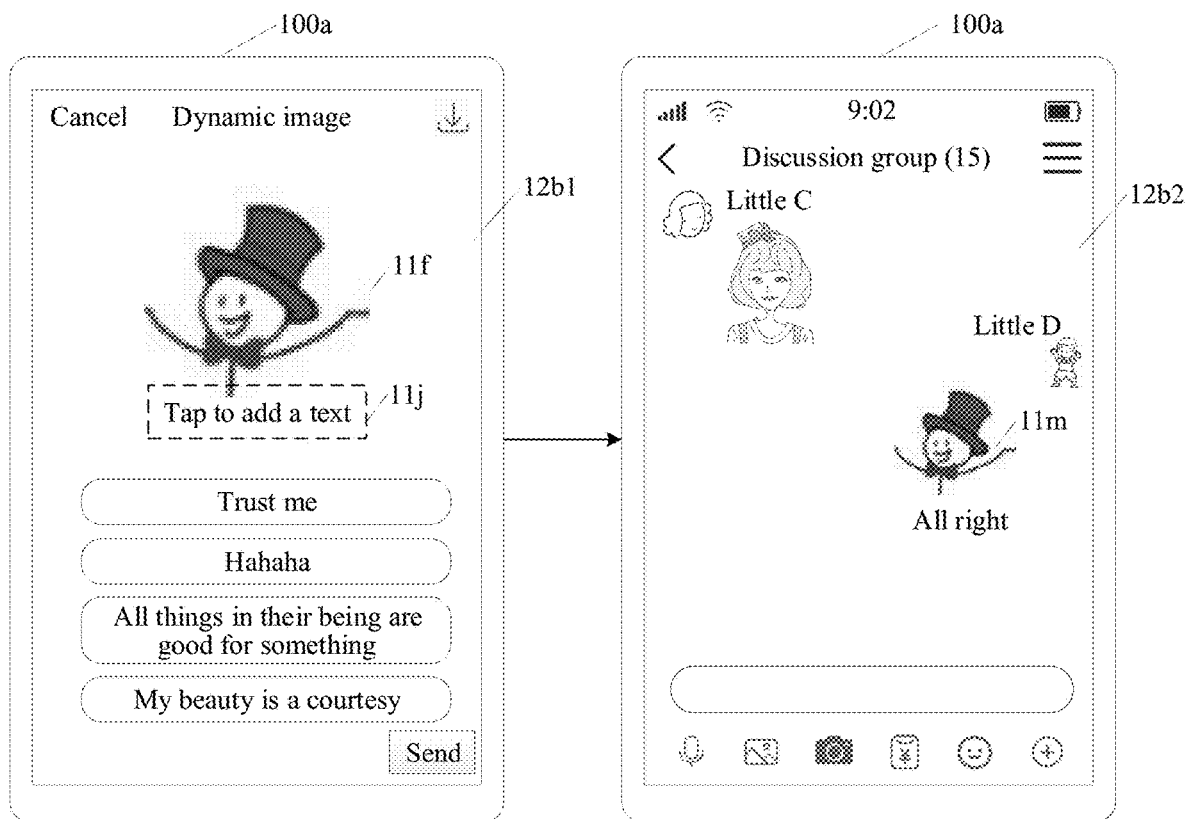 100a
Cancel Dynamic image
12b1
11f
Tap to add a text
11j
Trust me
Hahaha
All things in their being are
good for something
My beauty is a courtesy
Send
100a
9:02
Discussion group (15)
12b2
Little C
Little D
11m
All right